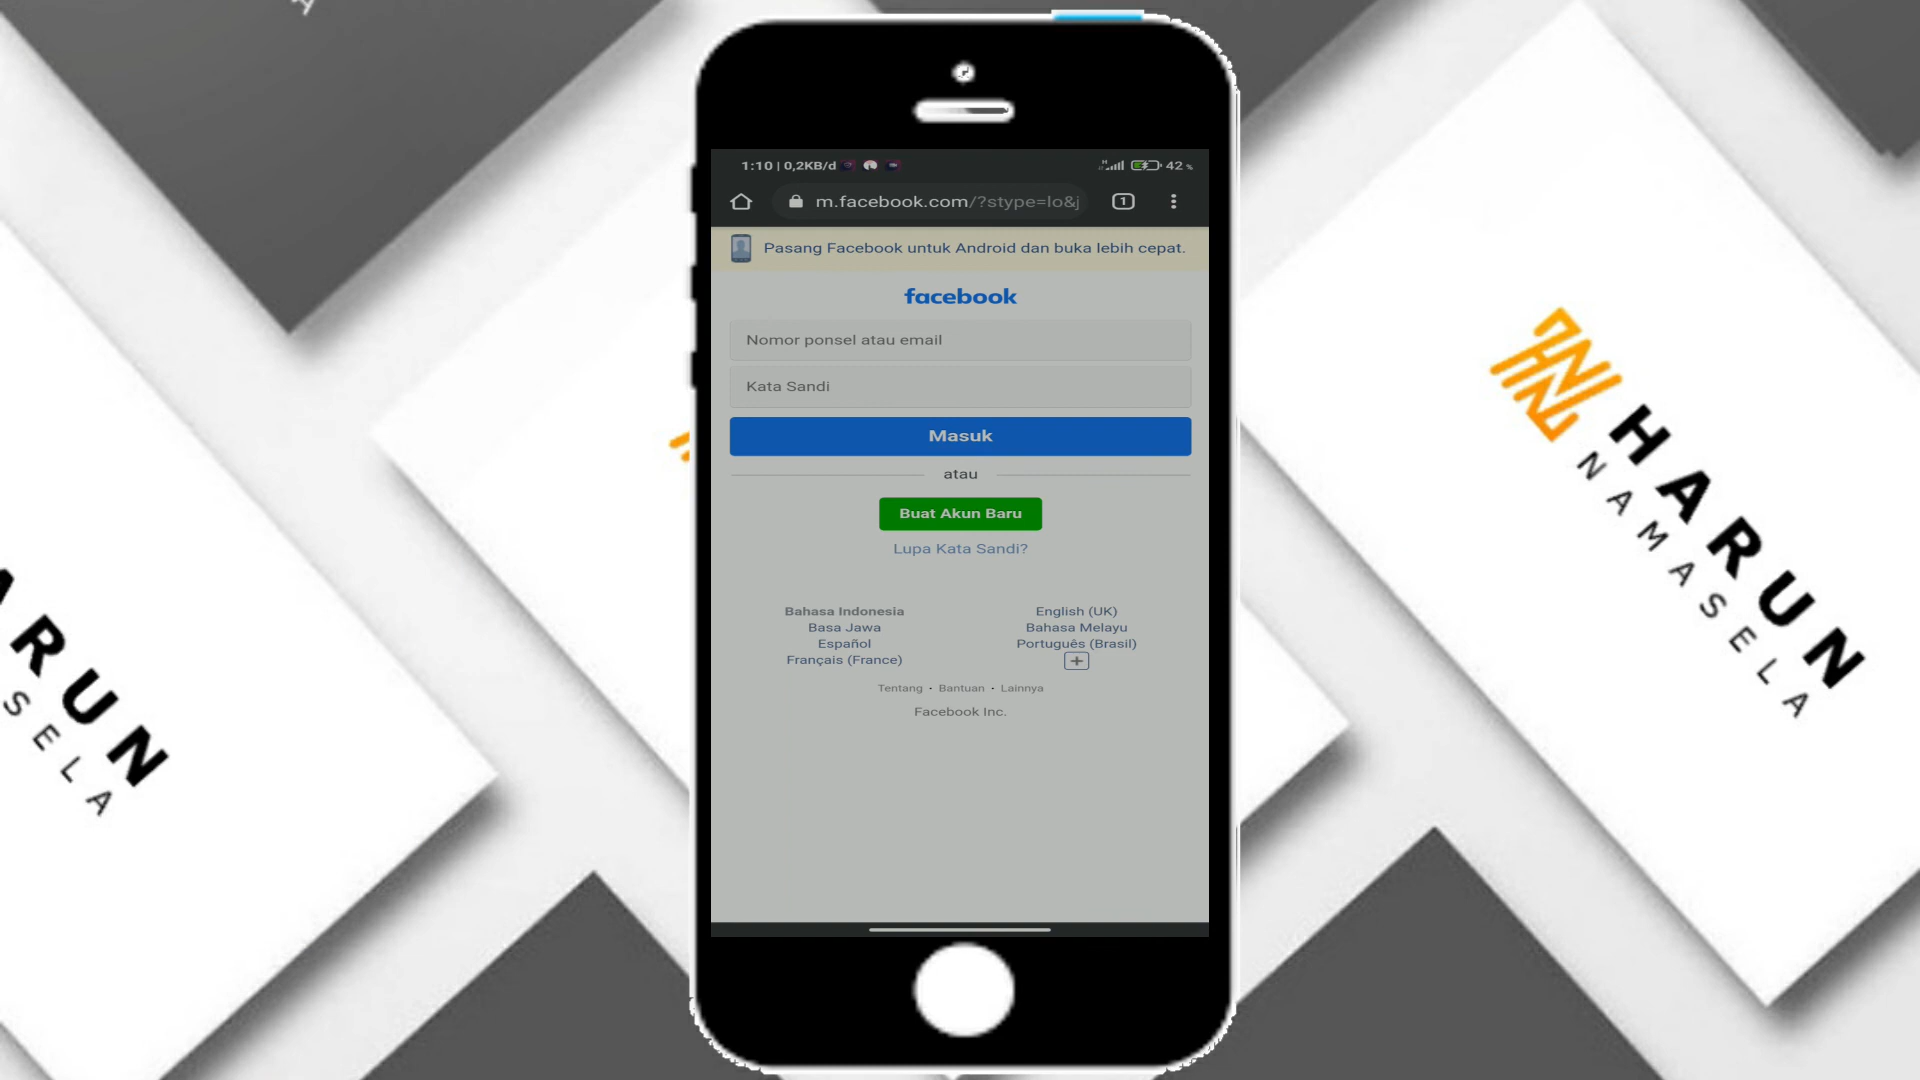 1:10 | 0,2KB/d
42 %
m.facebook.com/?stype=lo&j
1
Pasang Facebook untuk Android dan buka lebih cepat.
facebook
Nomor ponsel atau email
Kata Sandi
Masuk
atau
Buat Akun Baru
Lupa Kata Sandi?
Bahasa Indonesia
English (UK)
Basa Jawa
Bahasa Melayu
Español
Português (Brasil)
Français (France)
Tentang · Bantuan · Lainnya
Facebook Inc.
HARUN
NAMASELA
ARUN
SELA